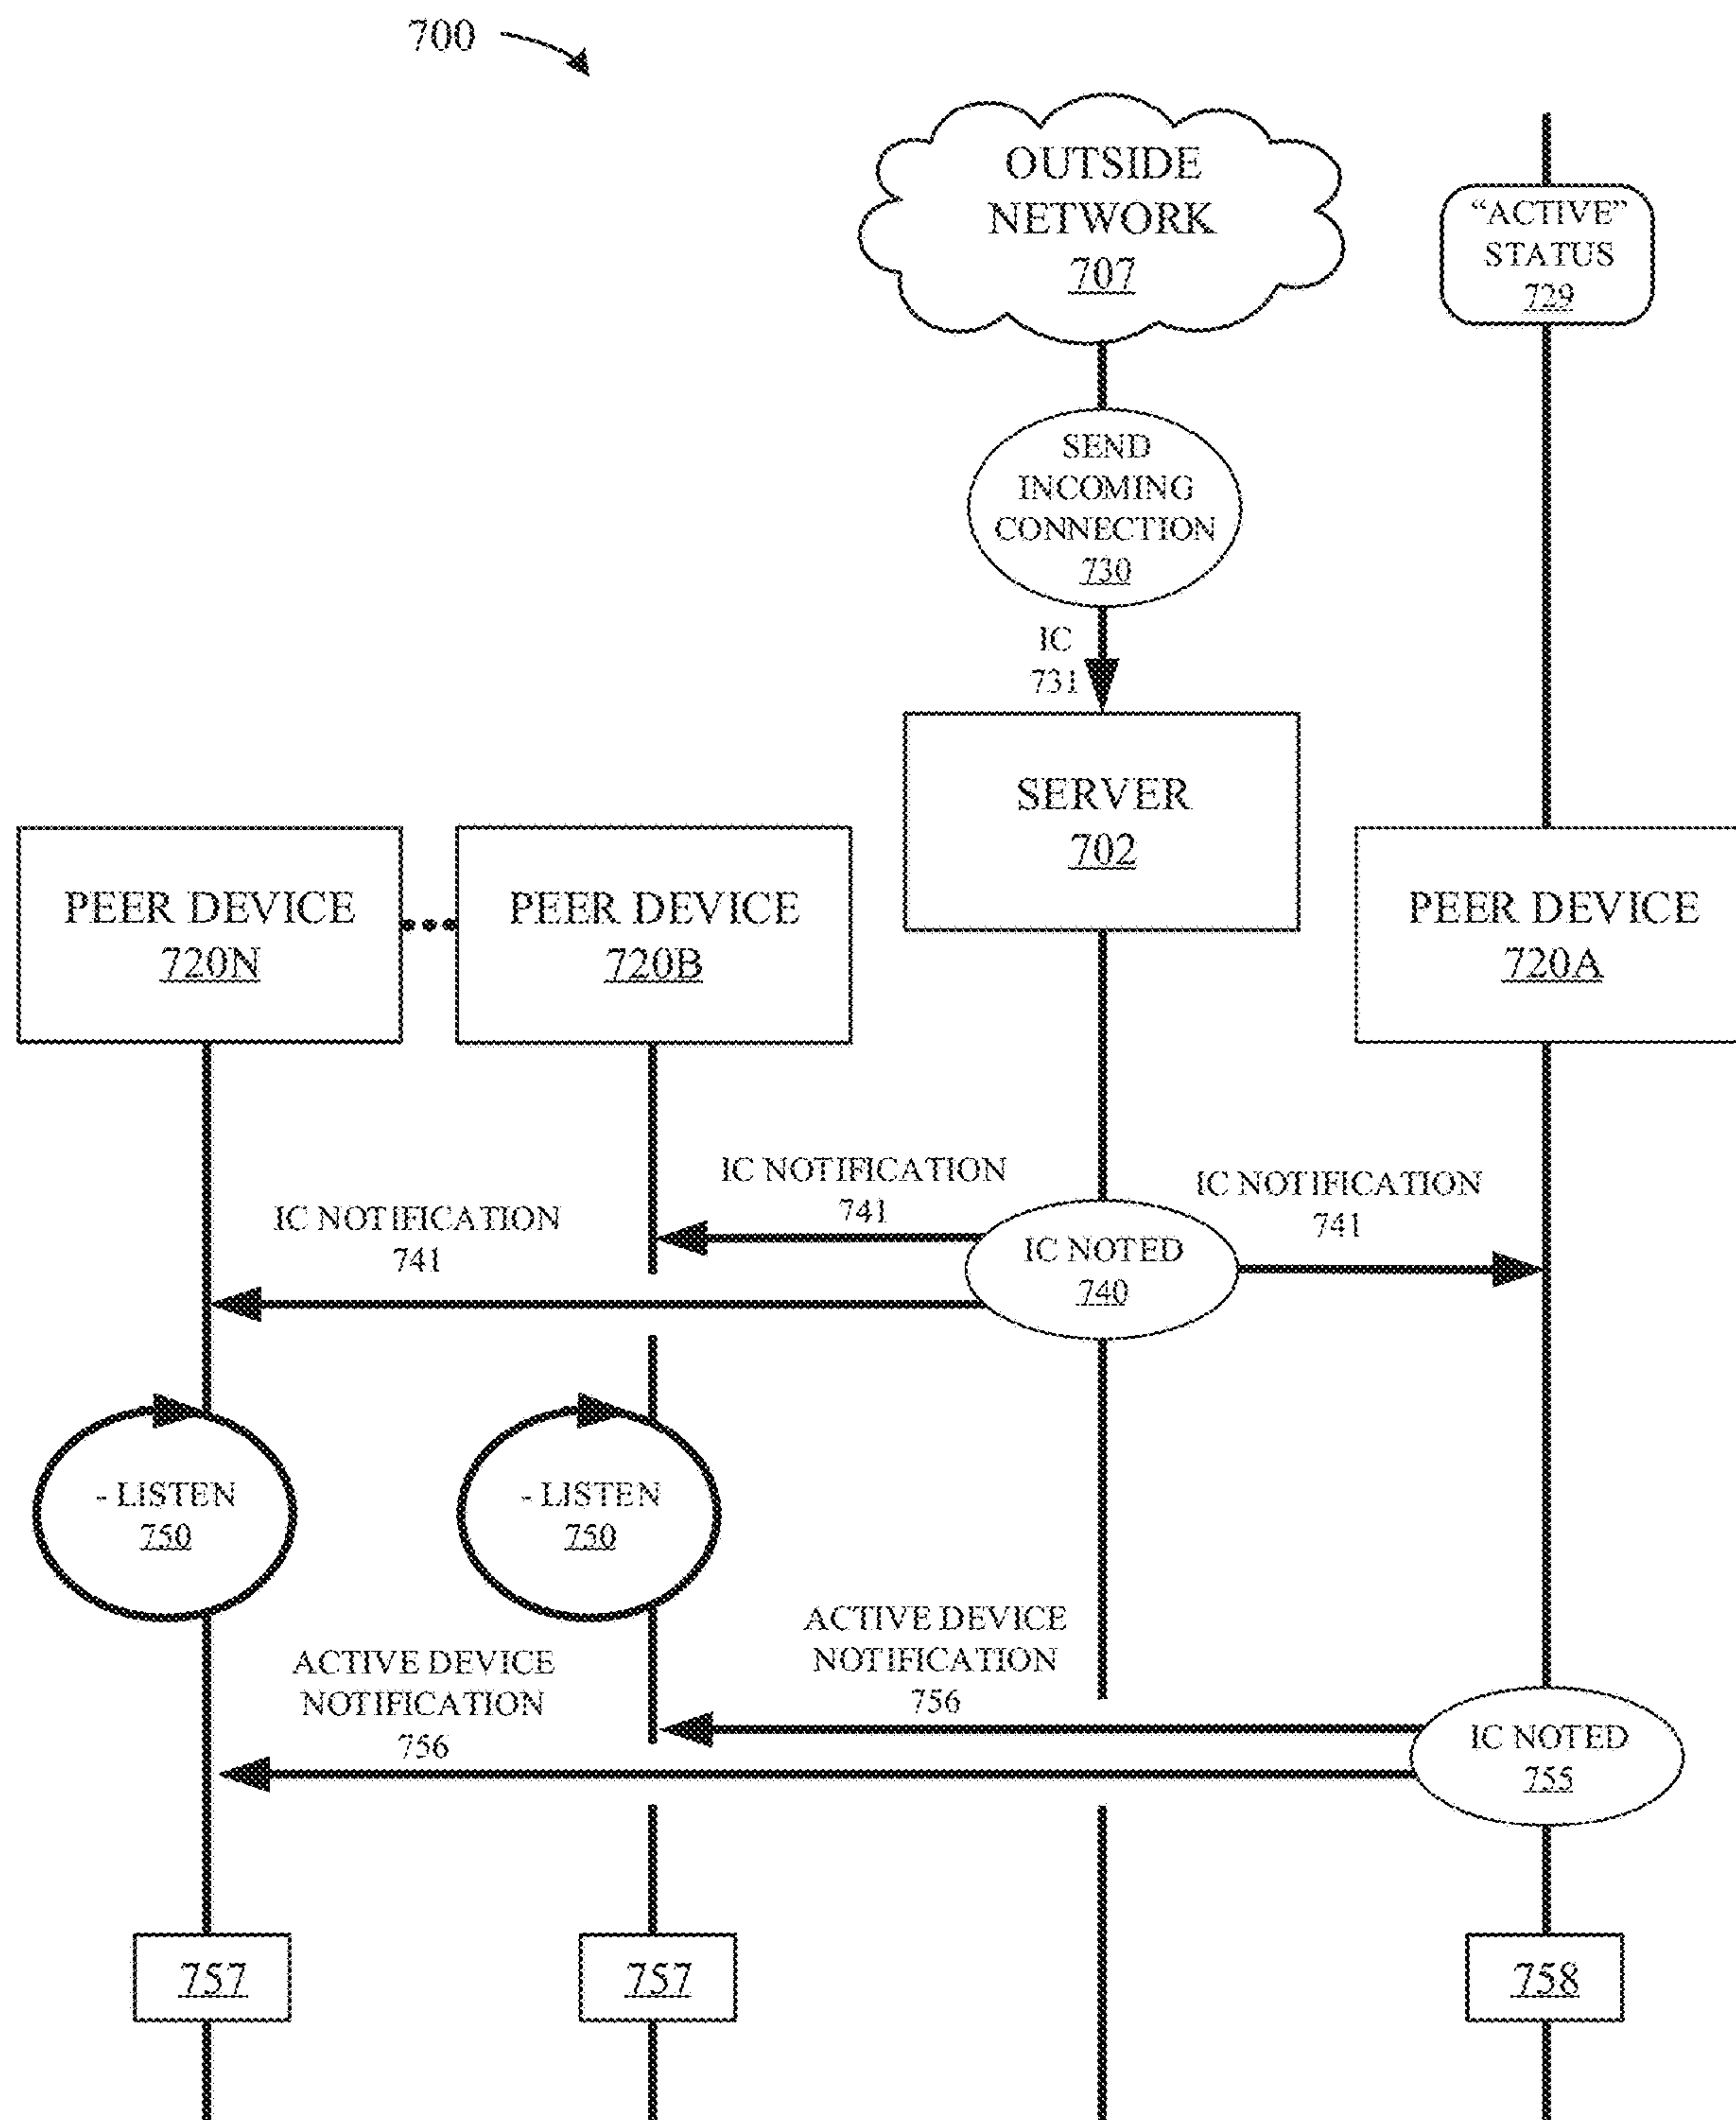 700
OUTSIDE
NETWORK
707
"ACTIVE"
STATUS
729
SEND
INCOMING
CONNECTION
730
IC
731
SERVER
702
PEER DEVICE
720N
PEER DEVICE
720B
PEER DEVICE
720A
IC NOTIFICATION
741
IC NOTIFICATION
741
IC NOTIFICATION
741
IC NOTED
740
- LISTEN
750
- LISTEN
750
ACTIVE DEVICE
NOTIFICATION
756
ACTIVE DEVICE
NOTIFICATION
756
IC NOTED
755
757
757
758